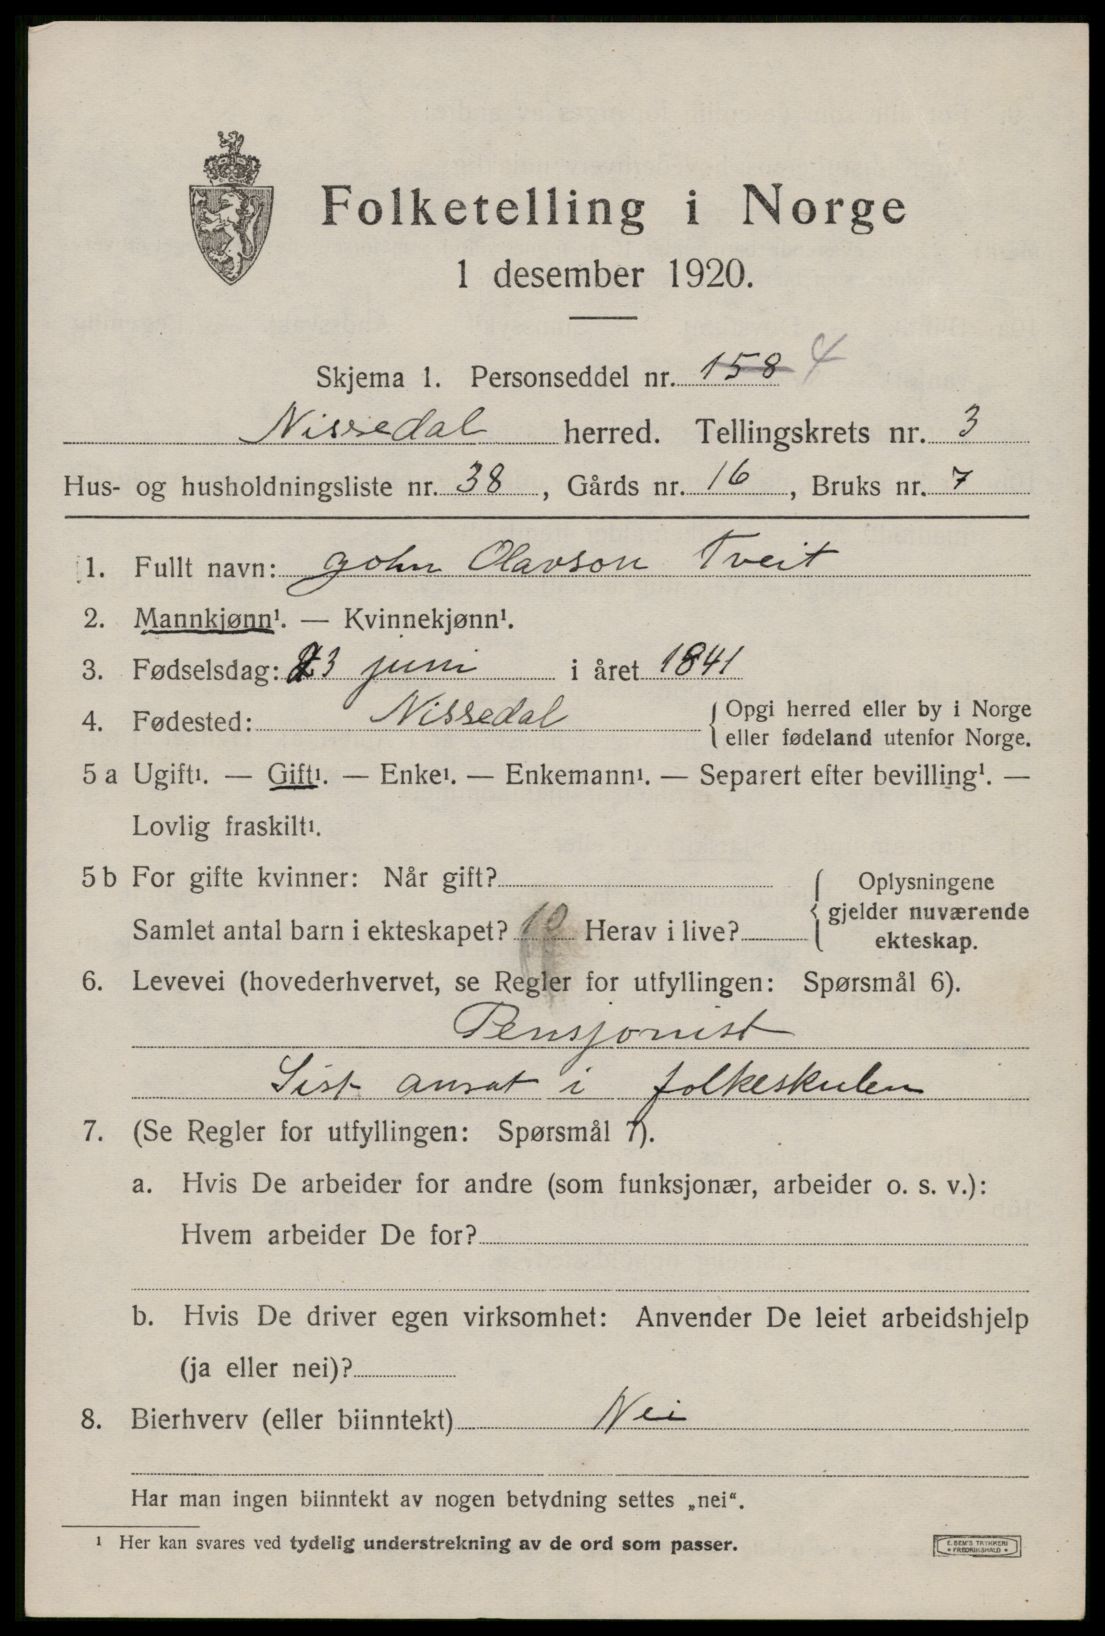 Folketelling i Norge
1 desember 1920.
Skjema 1. Personseddel nr. 158 4
Nissedal herred. Tellingskrets nr. 3
Hus- og husholdningsliste nr. 38, Gårds nr. 16, Bruks nr. 7
1. Fullt navn: John Olavson Tveit
2. Mannkjønn¹. — Kvinnekjønn¹.
3. Fødselsdag: 23 juni i året 1841
4. Fødested: Nissedal { Opgi herred eller by i Norge
eller fødeland utenfor Norge.
5 a Ugift¹. — Gift¹. — Enke¹. — Enkemann¹. — Separert efter bevilling¹. —
Lovlig fraskilt¹.
5 b For gifte kvinner: Når gift? { Oplysningene
gjelder nuværende
Samlet antal barn i ekteskapet? 10 Herav i live? ekteskap.
6. Levevei (hovederhvervet, se Regler for utfyllingen: Spørsmål 6).
Pensjonist
Sist ansat i folkeskulen
7. (Se Regler for utfyllingen: Spørsmål 7).
a. Hvis De arbeider for andre (som funksjonær, arbeider o. s. v.):
Hvem arbeider De for?
b. Hvis De driver egen virksomhet: Anvender De leiet arbeidshjelp
(ja eller nei)?
8. Bierhverv (eller biinntekt) Nei
Har man ingen biinntekt av nogen betydning settes „nei“.
¹ Her kan svares ved tydelig understrekning av de ord som passer.
E. SEM'S TRYKKERI
FREDRIKSHALD